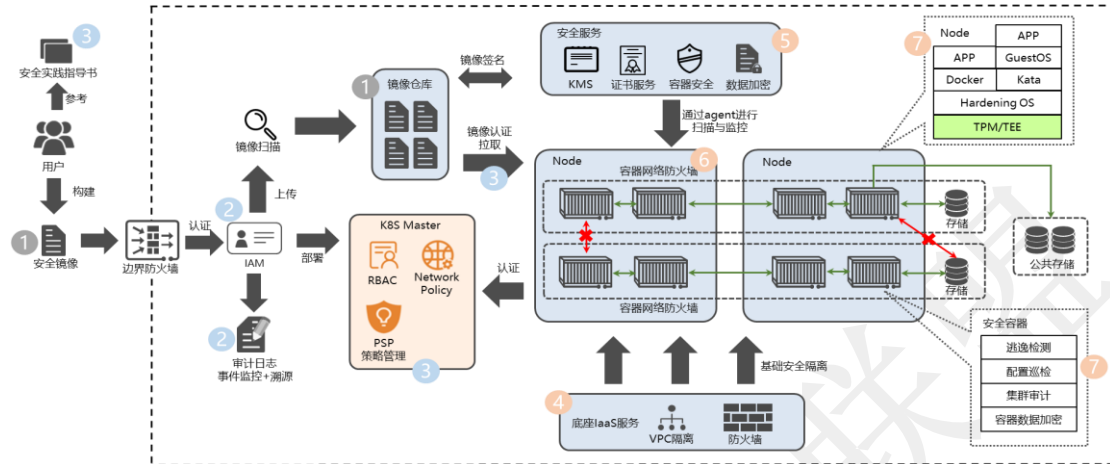 3
安全实践指导书
参考
用户
构建
1
安全镜像
边界防火墙
认证
2
IAM
上传
镜像扫描
部署
2
审计日志
事件监控+溯源
1
镜像仓库
镜像签名
镜像认证
拉取
3
K8S Master
RBAC
Network
Policy
PSP
策略管理
3
认证
安全服务
5
KMS
证书服务
容器安全
数据加密
通过agent进行
扫描与监控
Node
6
容器网络防火墙
容器网络防火墙
Node
存储
存储
公共存储
基础安全隔离
4
底座IaaS服务
VPC隔离
防火墙
7
Node
APP
APP
GuestOS
Docker
Kata
Hardening OS
TPM/TEE
安全容器
逃逸检测
配置巡检
集群审计
容器数据加密
7
联盟